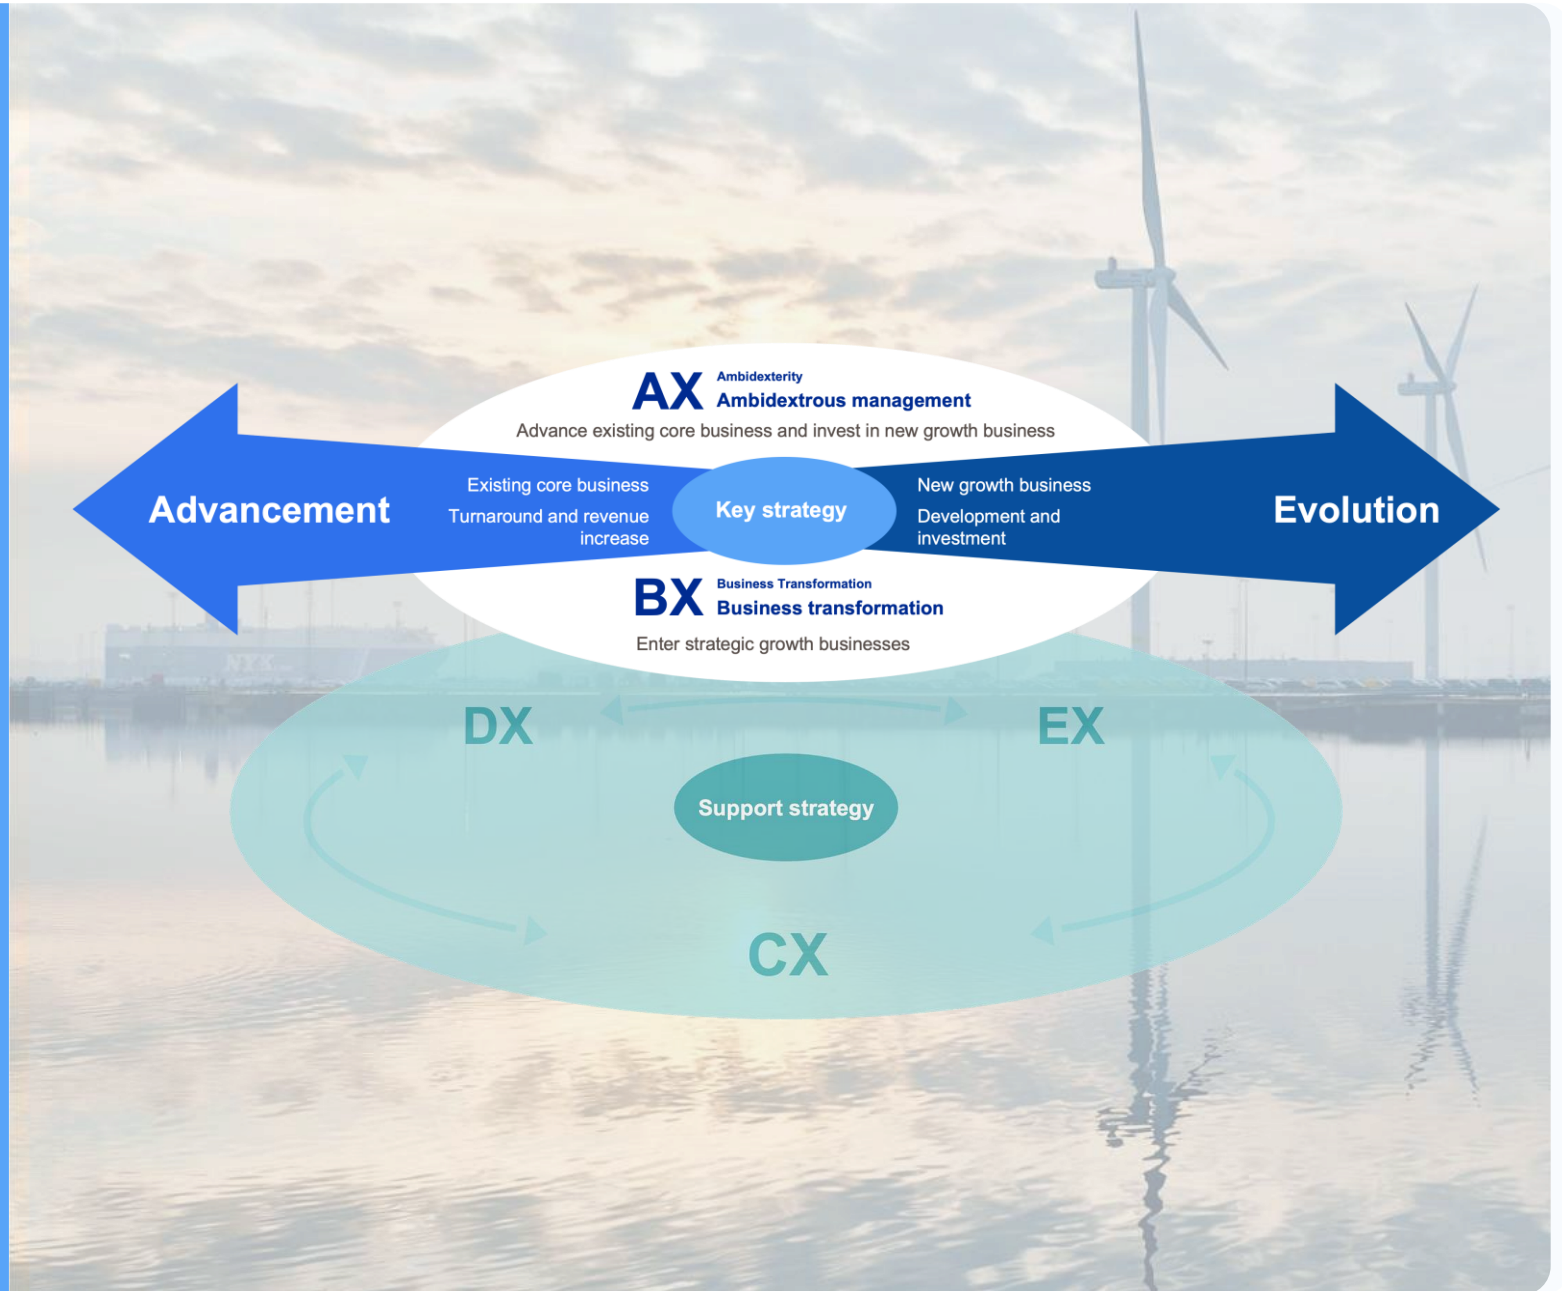 AX
Ambidexterity
Ambidextrous management
Advance existing core business and invest in new growth business
Advancement
Existing core business
Turnaround and revenue
increase
Key strategy
New growth business
Development and
investment
Evolution
BX
Business Transformation
Business transformation
Enter strategic growth businesses
DX
EX
Support strategy
CX